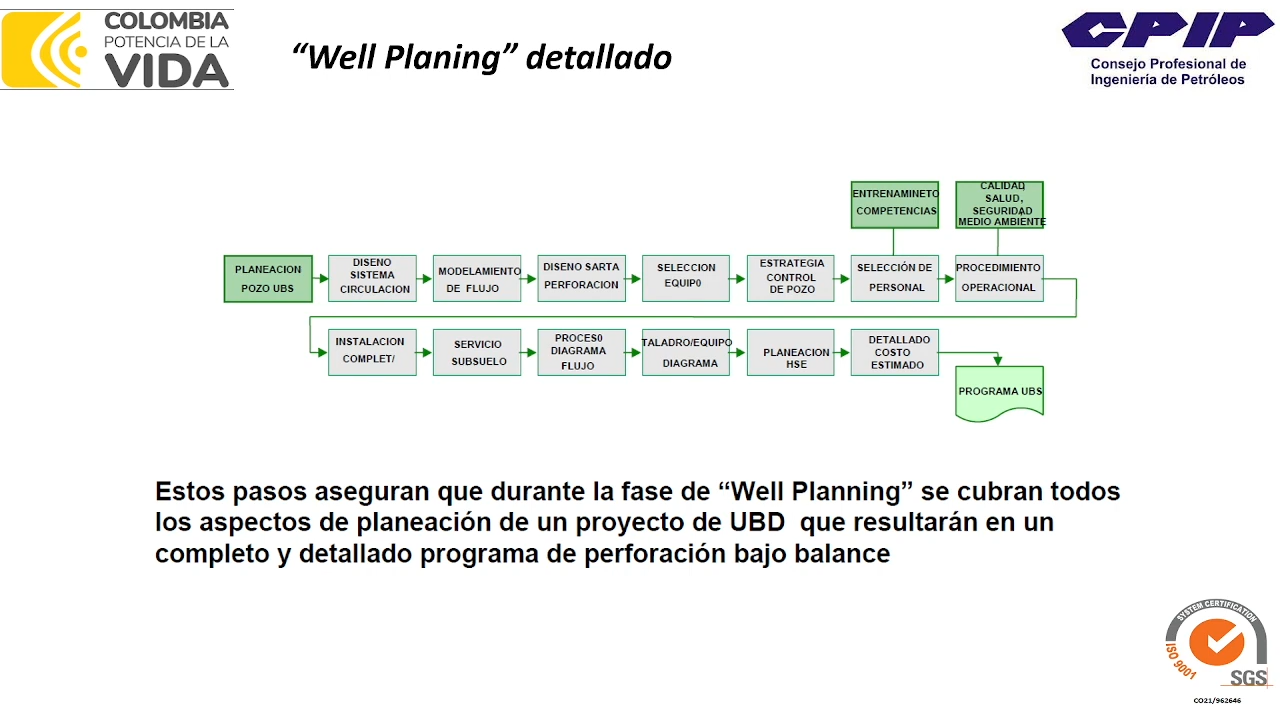 COLOMBIA
POTENCIA DE LA
VIDA
“Well Planing” detallado
CPIP
Consejo Profesional de
Ingeniería de Petróleos
ENTRENAMINETO
COMPETENCIAS
CALIDAD,
SALUD,
SEGURIDAD
MEDIO AMBIENTE
PLANEACION
POZO UBS
DISENO
SISTEMA
CIRCULACION
MODELAMIENTO
DE FLUJO
DISENO SARTA
PERFORACION
SELECCION
EQUIP0
ESTRATEGIA
CONTROL
DE POZO
SELECCIÓN DE
PERSONAL
PROCEDIMIENTO
OPERACIONAL
INSTALACION
COMPLET/
SERVICIO
SUBSUELO
PROCES0
DIAGRAMA
FLUJO
TALADRO/EQUIPO
DIAGRAMA
PLANEACION
HSE
DETALLADO
COSTO
ESTIMADO
PROGRAMA UBS
Estos pasos aseguran que durante la fase de “Well Planning” se cubran todos
los aspectos de planeación de un proyecto de UBD que resultarán en un
completo y detallado programa de perforación bajo balance
SYSTEM CERTIFICATION
ISO 9001
SGS
CO21/962646